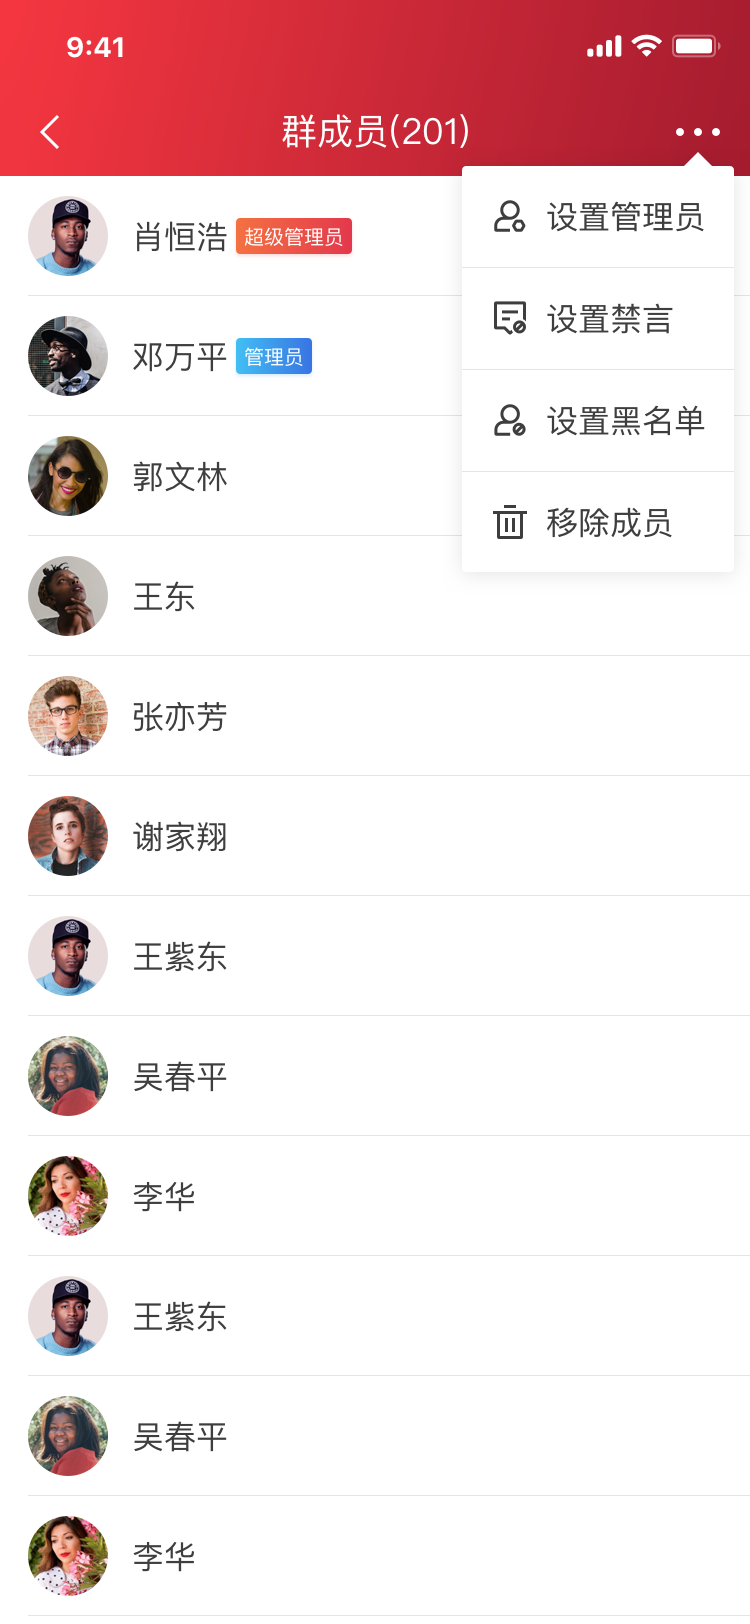 9:41
群成员(201)
肖恒浩 超级管理员
设置管理员
邓万平 管理员
设置禁言
郭文林
设置黑名单
王东
移除成员
张亦芳
谢家翔
王紫东
吴春平
李华
王紫东
吴春平
李华